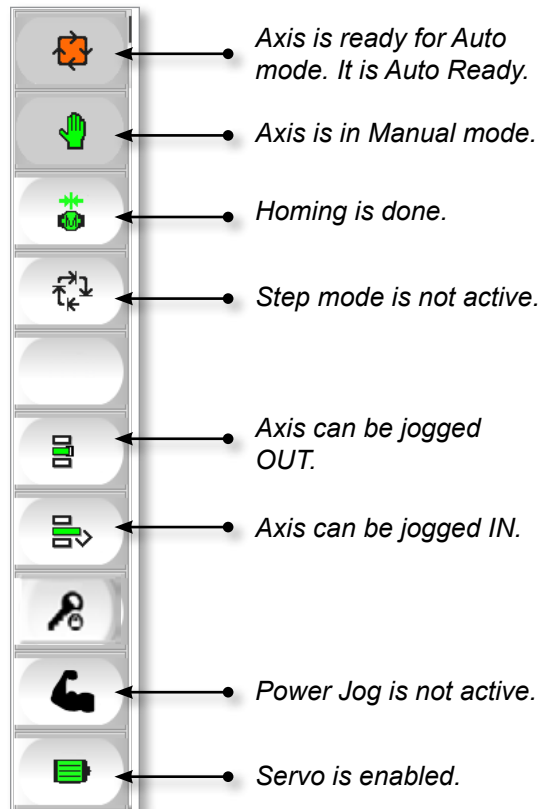 Axis is ready for Auto
mode. It is Auto Ready.
Axis is in Manual mode.
Homing is done.
Step mode is not active.
Axis can be jogged
OUT.
Axis can be jogged IN.
Power Jog is not active.
Servo is enabled.